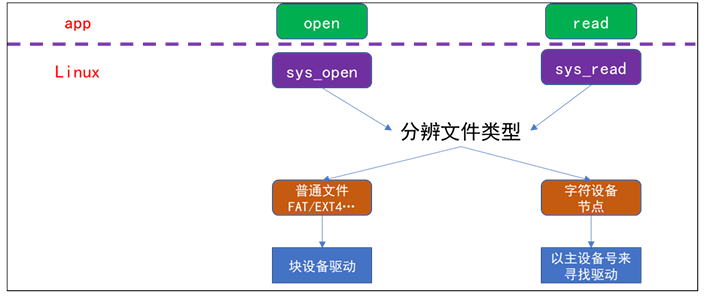 app
open
read
Linux
sys_open
sys_read
分辨文件类型
普通文件
FAT/EXT4…
字符设备
节点
块设备驱动
以主设备号来
寻找驱动